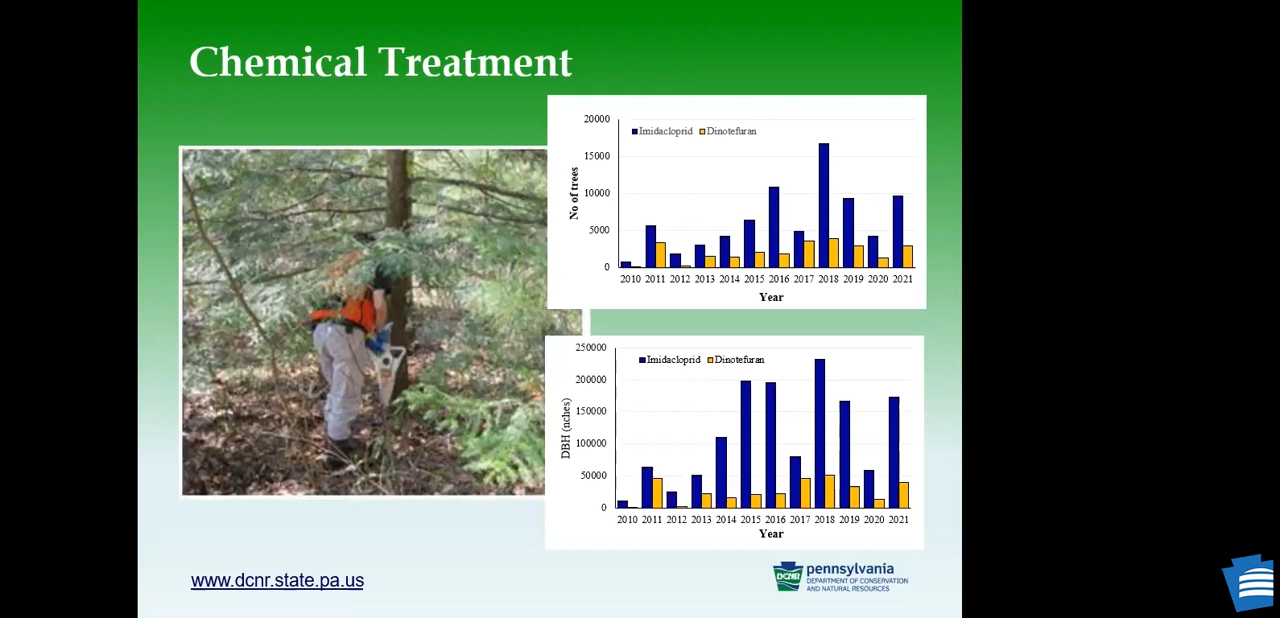 Chemical Treatment
20000
15000
10000
5000
0
No of trees
Imidacloprid Dinotefuran
2010 2011 2012 2013 2014 2015 2016 2017 2018 2019 2020 2021
Year
250000
200000
150000
100000
50000
0
DBH (nches)
Imidacloprid Dinotefuran
2010 2011 2012 2013 2014 2015 2016 2017 2018 2019 2020 2021
Year
www.dcnr.state.pa.us
DCNR
pennsylvania
DEPARTMENT OF CONSERVATION
AND NATURAL RESOURCES